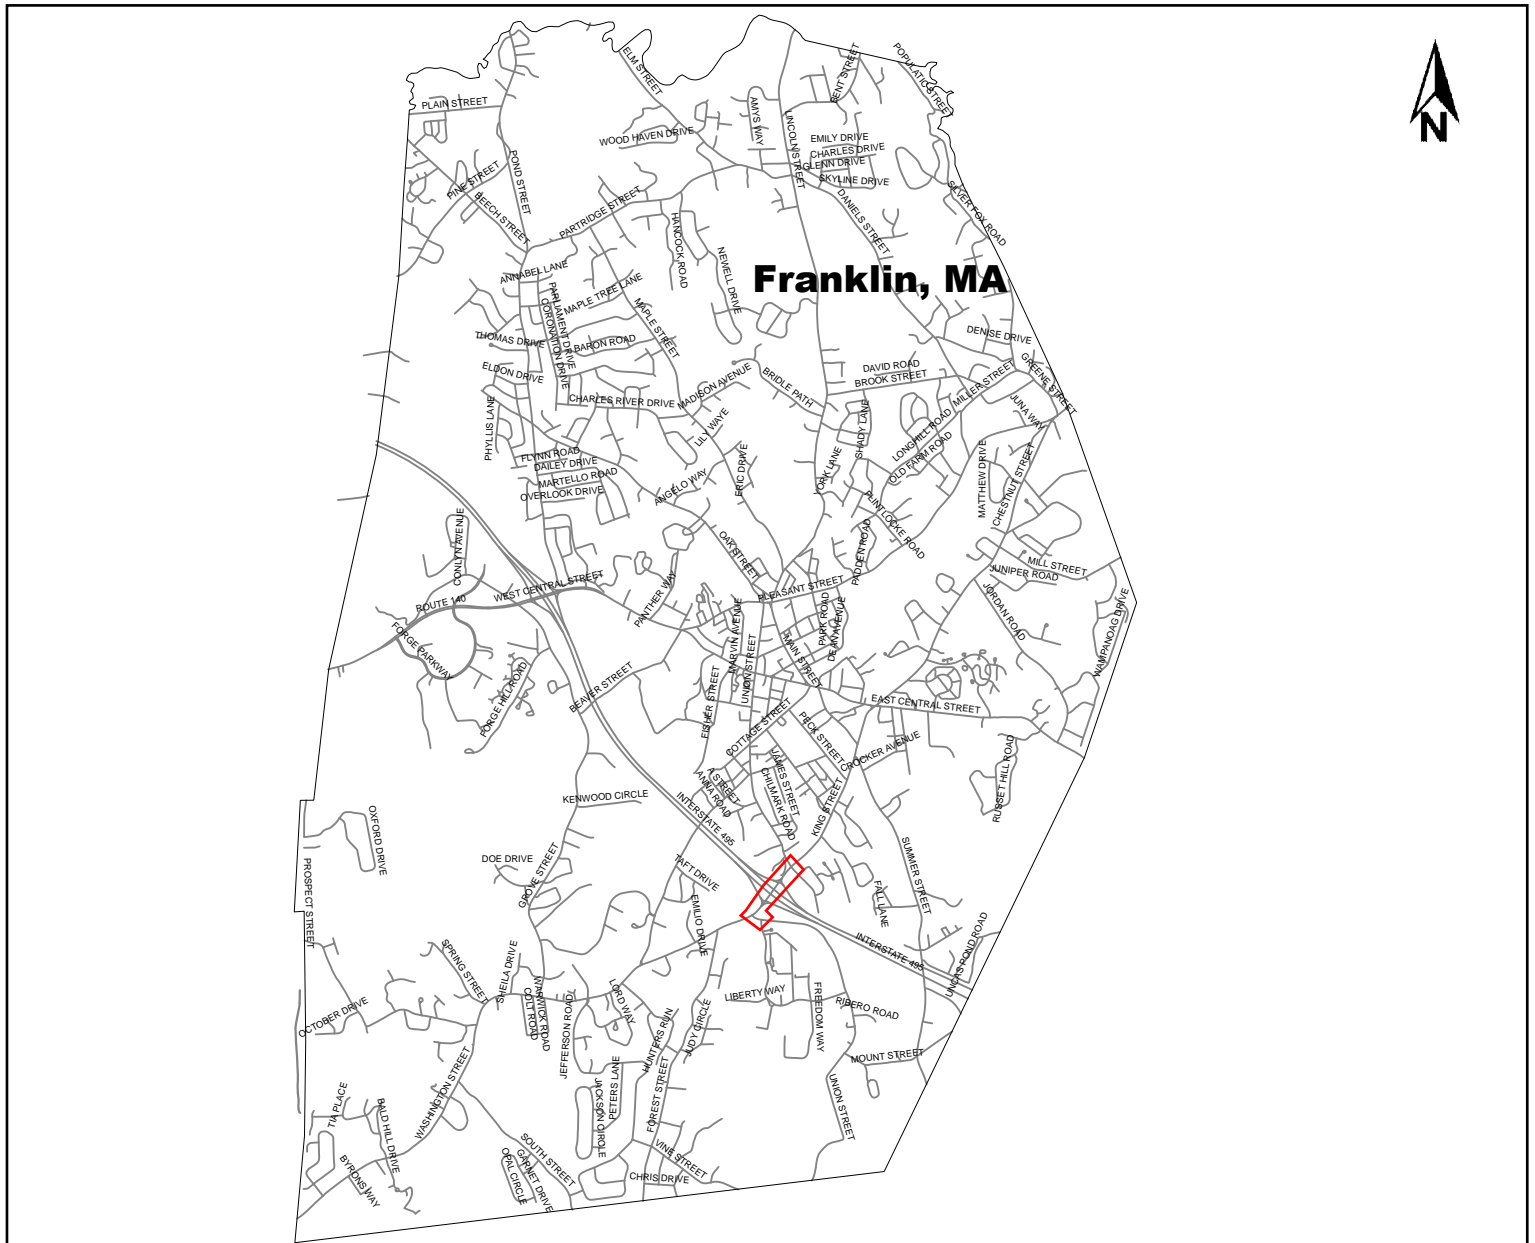 ELM STREET
BENT STREET
POPULATIC STREET
PLAIN STREET
AMYS WAY
LINCOLN STREET
WOOD HAVEN DRIVE
EMILY DRIVE
CHARLES DRIVE
GLENN DRIVE
SKYLINE DRIVE
N
PINE STREET
POND STREET
BEECH STREET
PARTRIDGE STREET
HANCOCK ROAD
DANIELS STREET
SILVER FOX ROAD
NEWELL DRIVE
Franklin, MA
ANNABEL LANE
PARLIAMENT DRIVE
CORONATION DRIVE
MAPLE TREE LANE
MAPLE STREET
THOMAS DRIVE
BARON ROAD
DENISE DRIVE
ELDON DRIVE
MADISON AVENUE
BRIDLE PATH
DAVID ROAD
BROOK STREET
MILLER STREET
GREENE STREET
CHARLES RIVER DRIVE
PHYLLIS LANE
LILY WAYE
SHADY LANE
LONGHILL ROAD
JUNA WAY
OLD FARM ROAD
FLYNN ROAD
DAILEY DRIVE
MARTELLO ROAD
OVERLOOK DRIVE
ANGELO WAY
ERIC DRIVE
YORK LANE
MATTHEW DRIVE
CHESTNUT STREET
FLINTLOCKE ROAD
CONLYN AVENUE
OAK STREET
PADDEN ROAD
MILL STREET
JUNIPER ROAD
WEST CENTRAL STREET
ROUTE 140
PANTHER WAY
PLEASANT STREET
JORDAN ROAD
WAMPANOAG DRIVE
FORGE PARKWAY
MARVIN AVENUE
UNION STREET
PARK ROAD
DEAN AVENUE
MAIN STREET
FORGE HILL ROAD
BEAVER STREET
FISHER STREET
EAST CENTRAL STREET
COTTAGE STREET
PECK STREET
CROCKER AVENUE
RUSSET HILL ROAD
A STREET
ANNA ROAD
JAMES STREET
CHILMARK ROAD
KING STREET
KENWOOD CIRCLE
INTERSTATE 495
OXFORD DRIVE
PROSPECT STREET
DOE DRIVE
GROVE STREET
TAFT DRIVE
EMILIO DRIVE
SUMMER STREET
FALL LANE
INTERSTATE 495
UNCAS POND ROAD
SPRING STREET
SHEILA DRIVE
WARWICK ROAD
COLT ROAD
JEFFERSON ROAD
LORD WAY
LIBERTY WAY
FREEDOM WAY
RIBERO ROAD
OCTOBER DRIVE
HUNTERS RUN
JUDY CIRCLE
MOUNT STREET
WASHINGTON STREET
PETERS LANE
JACKSON CIRCLE
FOREST STREET
UNION STREET
TIA PLACE
BALD HILL DRIVE
BYRONS WAY
SOUTH STREET
OPAL CIRCLE
GARNET DRIVE
VINE STREET
CHRIS DRIVE